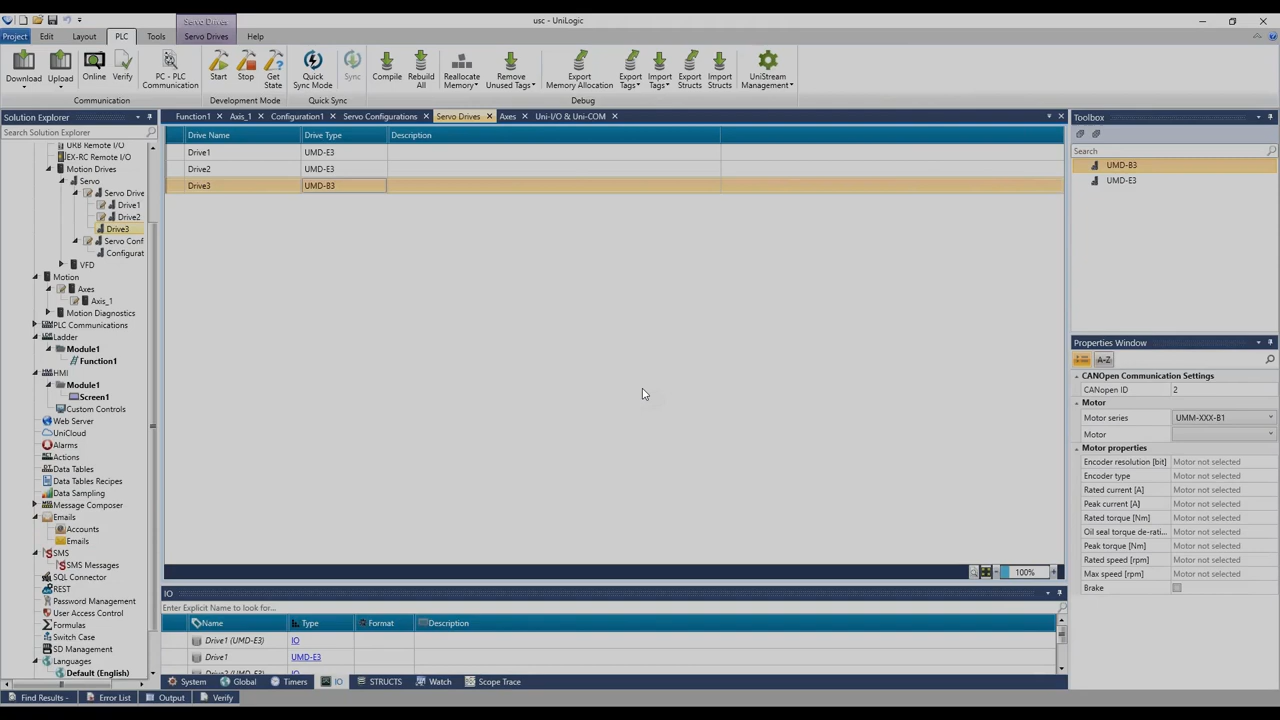 usc - UniLogic
Servo Drives
Project Edit Layout PLC Tools Servo Drives Help
Download Upload Online Verify PC - PLC Communication Start Stop Get State Quick Sync Mode Sync Compile Rebuild All Reallocate Memory Remove Unused Tags Export Memory Allocation Export Tags Import Tags Export Structs Import Structs UniStream Management
Communication Development Mode Quick Sync Debug
Solution Explorer
Search Solution Explorer
URB Remote I/O
EX-RC Remote I/O
Motion Drives
Servo
Servo Drive
Drive1
Drive2
Drive3
Servo Conf
Configurat
VFD
Motion
Axes
Axis_1
Motion Diagnostics
PLC Communications
Ladder
Module1
Function1
HMI
Module1
Screen1
Custom Controls
Web Server
UniCloud
Alarms
Actions
Data Tables
Data Tables Recipes
Data Sampling
Message Composer
Emails
Accounts
Emails
SMS
SMS Messages
SQL Connector
REST
Password Management
User Access Control
Formulas
Switch Case
SD Management
Languages
Default (English)
Function1 Axis_1 Configuration1 Servo Configurations Servo Drives Axes Uni-I/O & Uni-COM
Drive Name Drive Type Description
Drive1 UMD-E3
Drive2 UMD-E3
Drive3 UMD-B3
100%
IO
Enter Explicit Name to look for...
Name Type Format Description
Drive1 (UMD-E3) IO
Drive1 UMD-E3
Drive2 (UMD-E3) IO
System Global Timers IO STRUCTS Watch Scope Trace
Toolbox
Search
UMD-B3
UMD-E3
Properties Window
A-Z
CANOpen Communication Settings
CANopen ID 2
Motor
Motor series UMM-XXX-B1
Motor
Motor properties
Encoder resolution [bit] Motor not selected
Encoder type Motor not selected
Rated current [A] Motor not selected
Peak current [A] Motor not selected
Rated torque [Nm] Motor not selected
Oil seal torque de-rati... Motor not selected
Peak torque [Nm] Motor not selected
Rated speed [rpm] Motor not selected
Max speed [rpm] Motor not selected
Brake
Find Results - Error List Output Verify